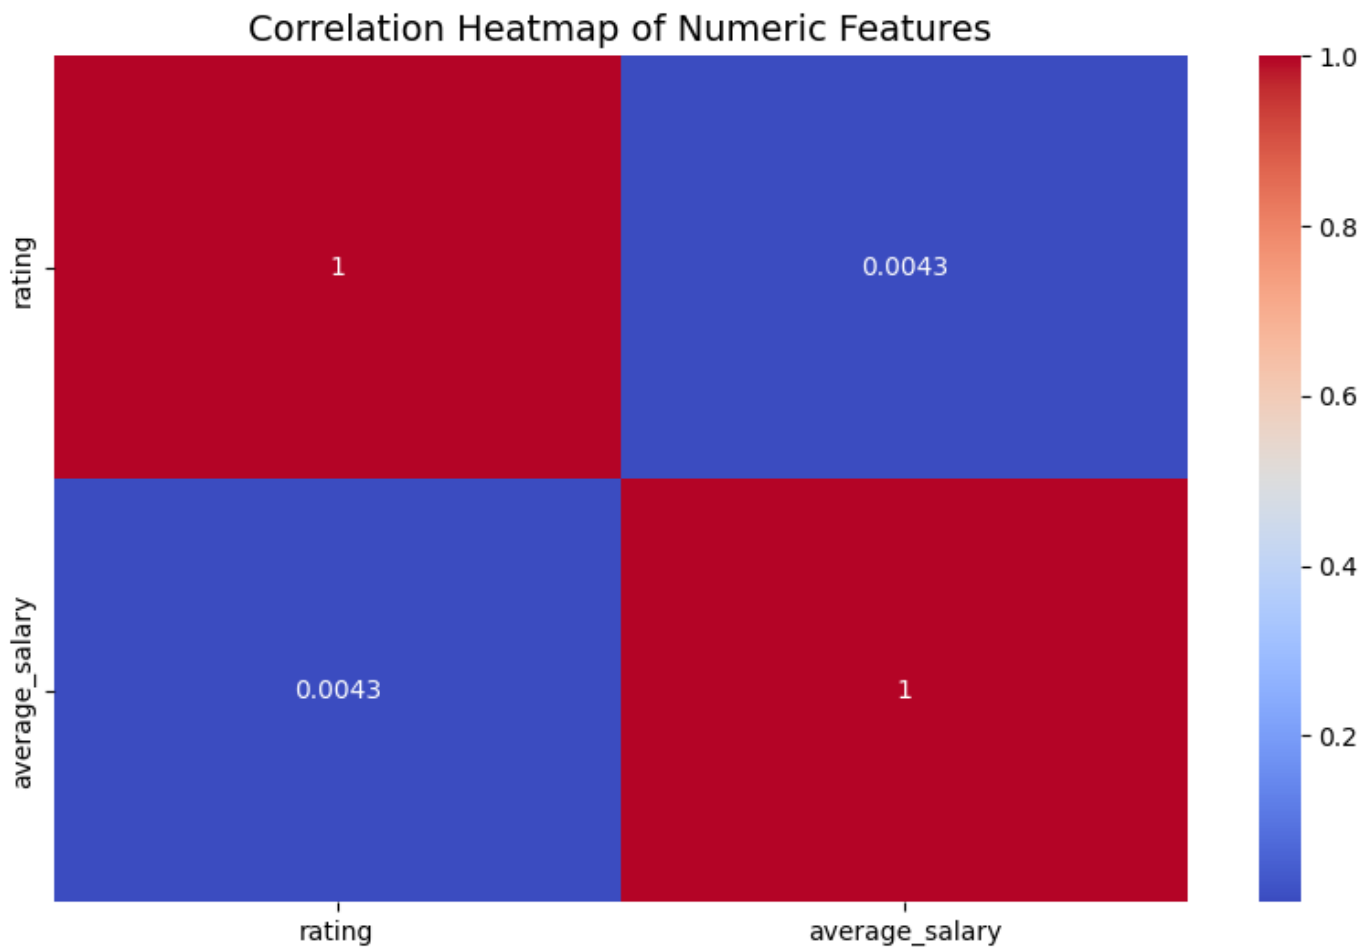 Correlation Heatmap of Numeric Features
rating
1
0.0043
average_salary
0.0043
1
rating
average_salary
1.0
0.8
0.6
0.4
0.2